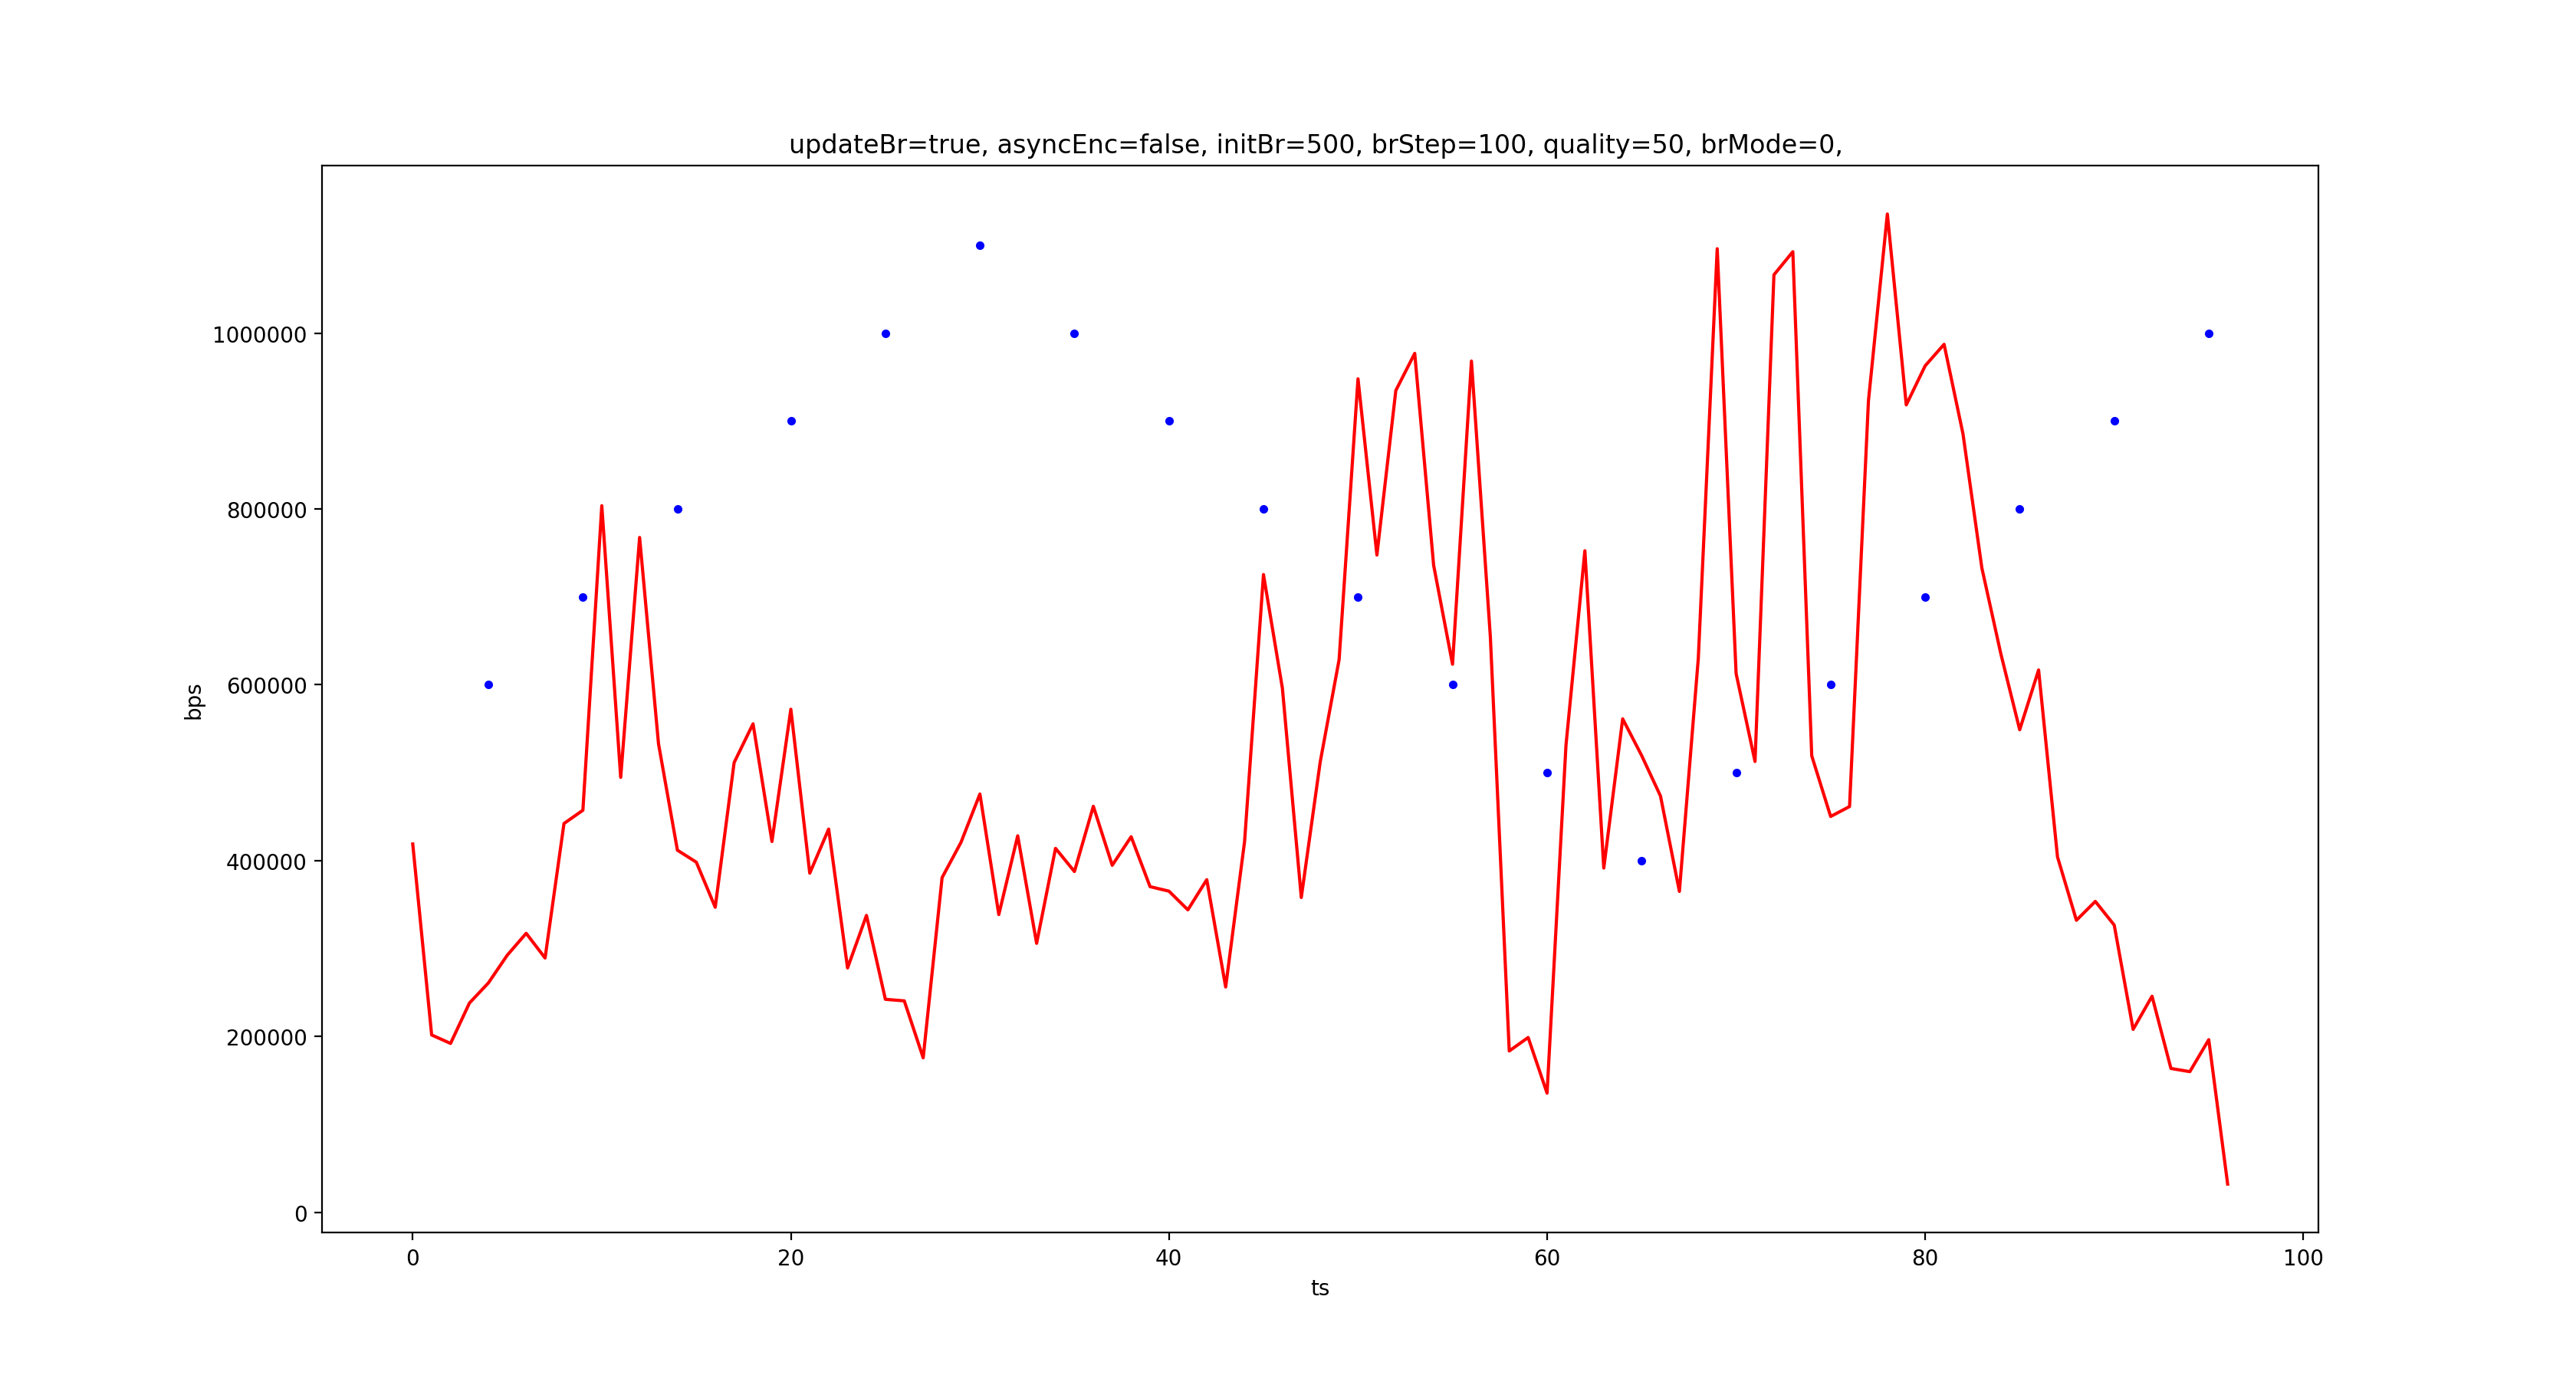 updateBr=true, asyncEnc=false, initBr=500, brStep=100, quality=50, brMode=0,
1000000
800000
600000
400000
200000
0
bps
0 20 40 60 80 100
ts